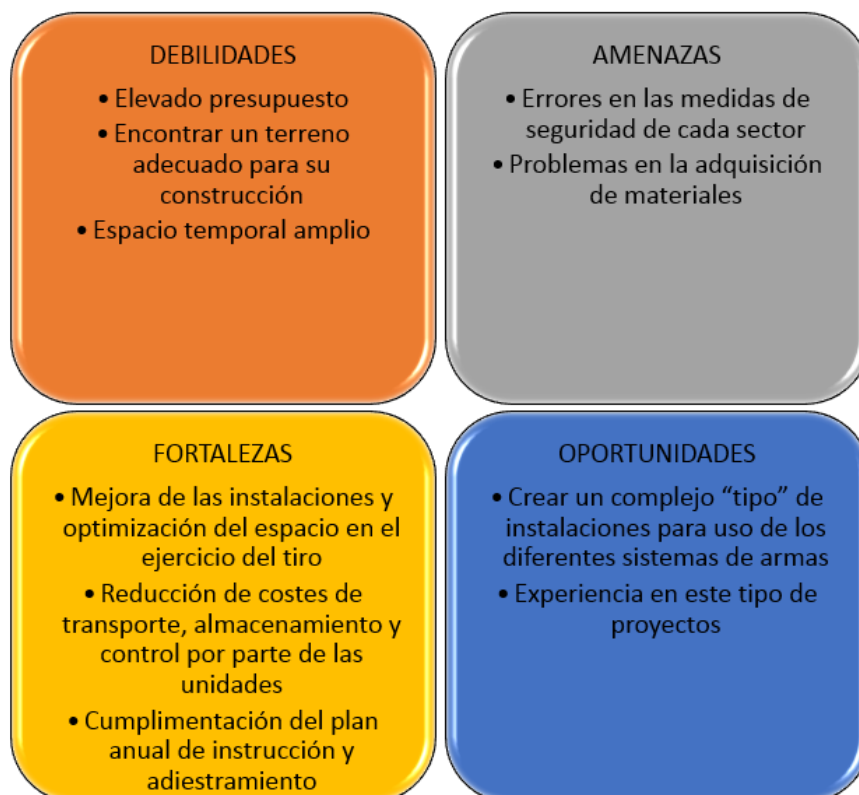 DEBILIDADES
• Elevado presupuesto
• Encontrar un terreno
adecuado para su
construcción
• Espacio temporal amplio
AMENAZAS
• Errores en las medidas de
seguridad de cada sector
• Problemas en la adquisición
de materiales
FORTALEZAS
• Mejora de las instalaciones y
optimización del espacio en el
ejercicio del tiro
• Reducción de costes de
transporte, almacenamiento y
control por parte de las
unidades
• Cumplimentación del plan
anual de instrucción y
adiestramiento
OPORTUNIDADES
• Crear un complejo “tipo” de
instalaciones para uso de los
diferentes sistemas de armas
• Experiencia en este tipo de
proyectos